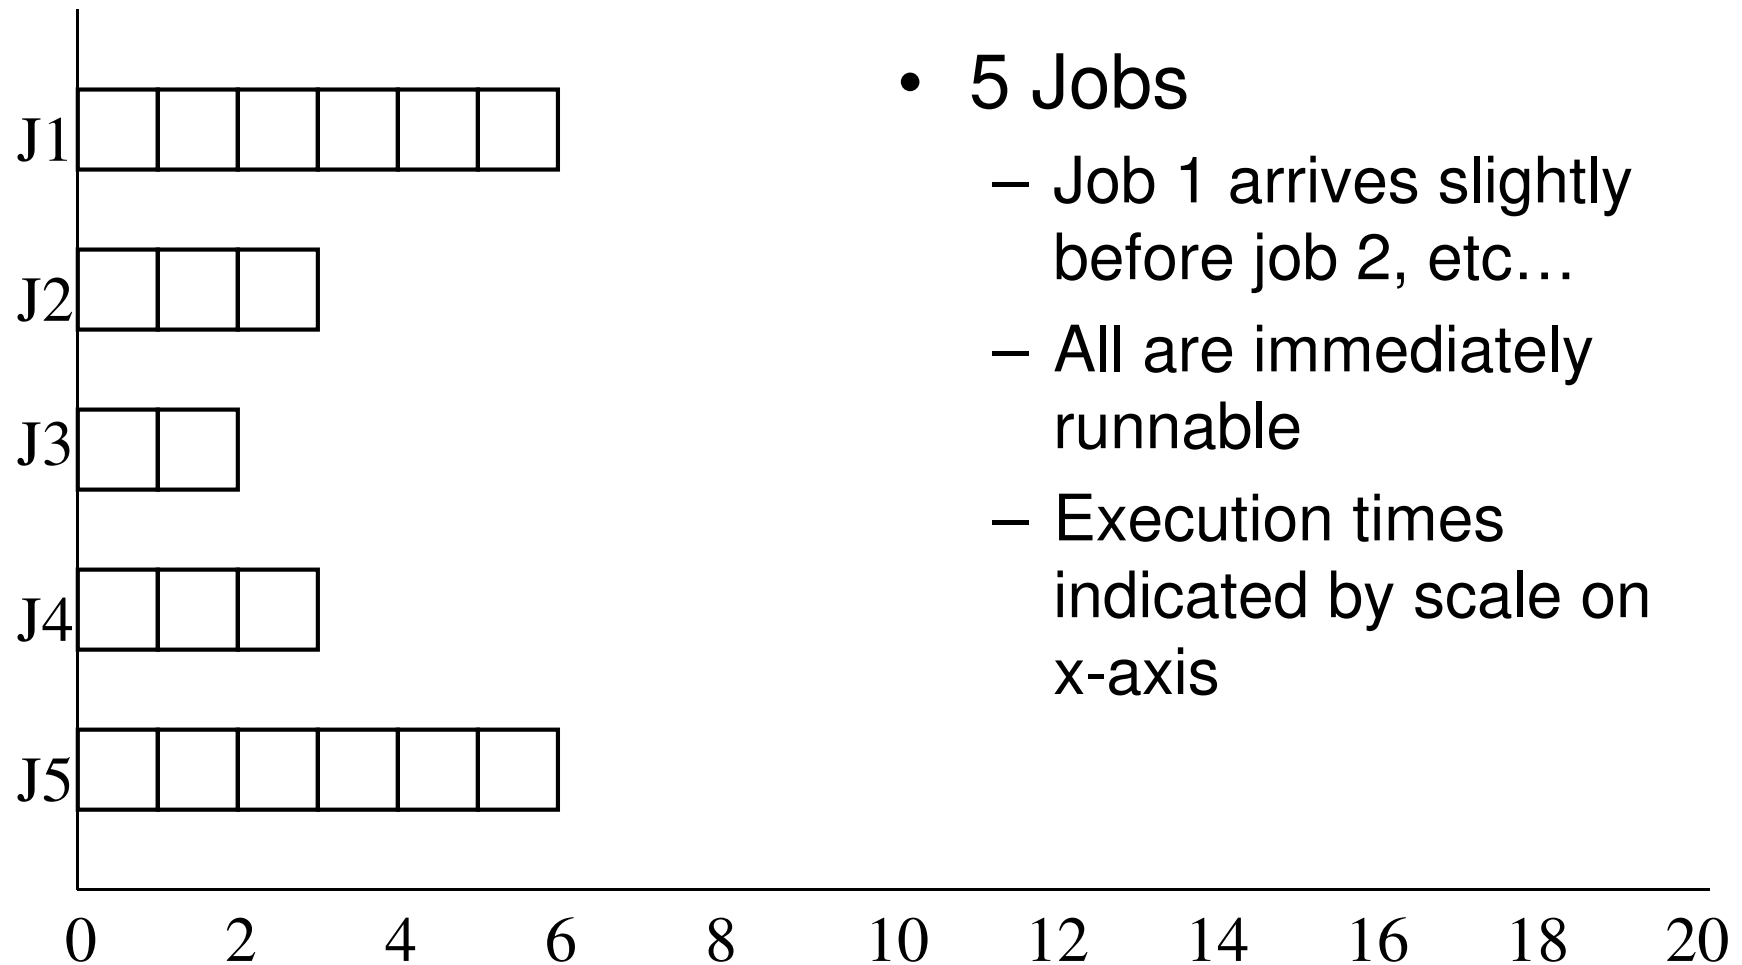 J1
J2
J3
J4
J5
0 2 4 6 8 10 12 14 16 18 20
• 5 Jobs
– Job 1 arrives slightly
before job 2, etc…
– All are immediately
runnable
– Execution times
indicated by scale on
x-axis